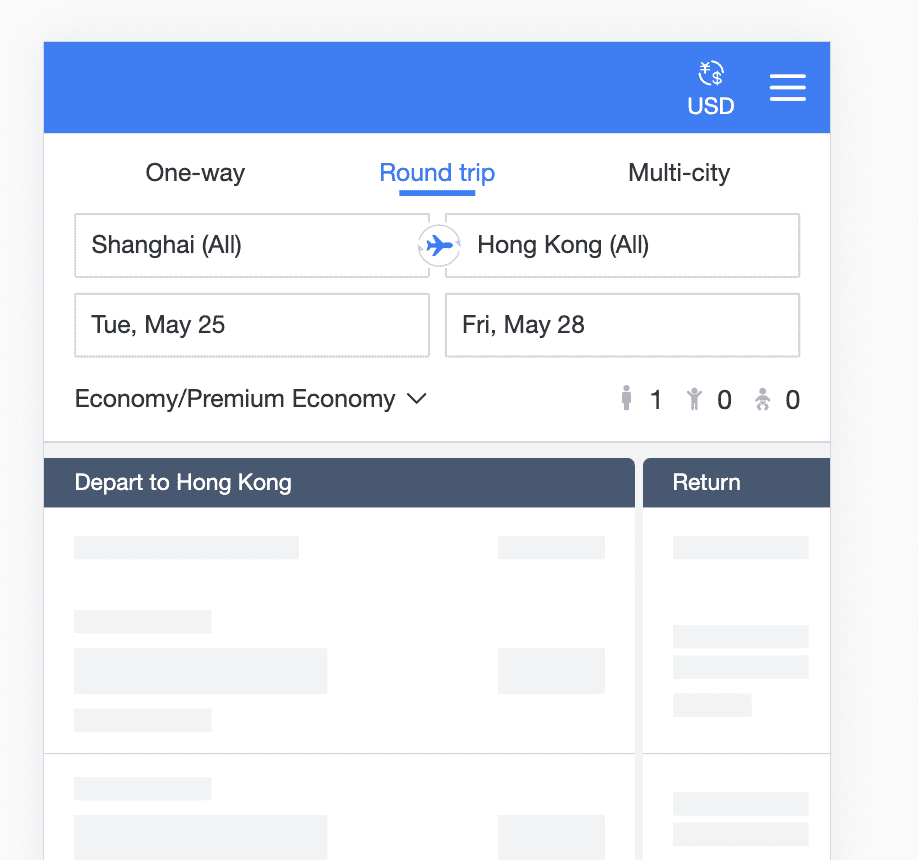 ¥ $
USD
One-way Round trip Multi-city
Shanghai (All) Hong Kong (All)
Tue, May 25 Fri, May 28
Economy/Premium Economy 1 0 0
Depart to Hong Kong Return